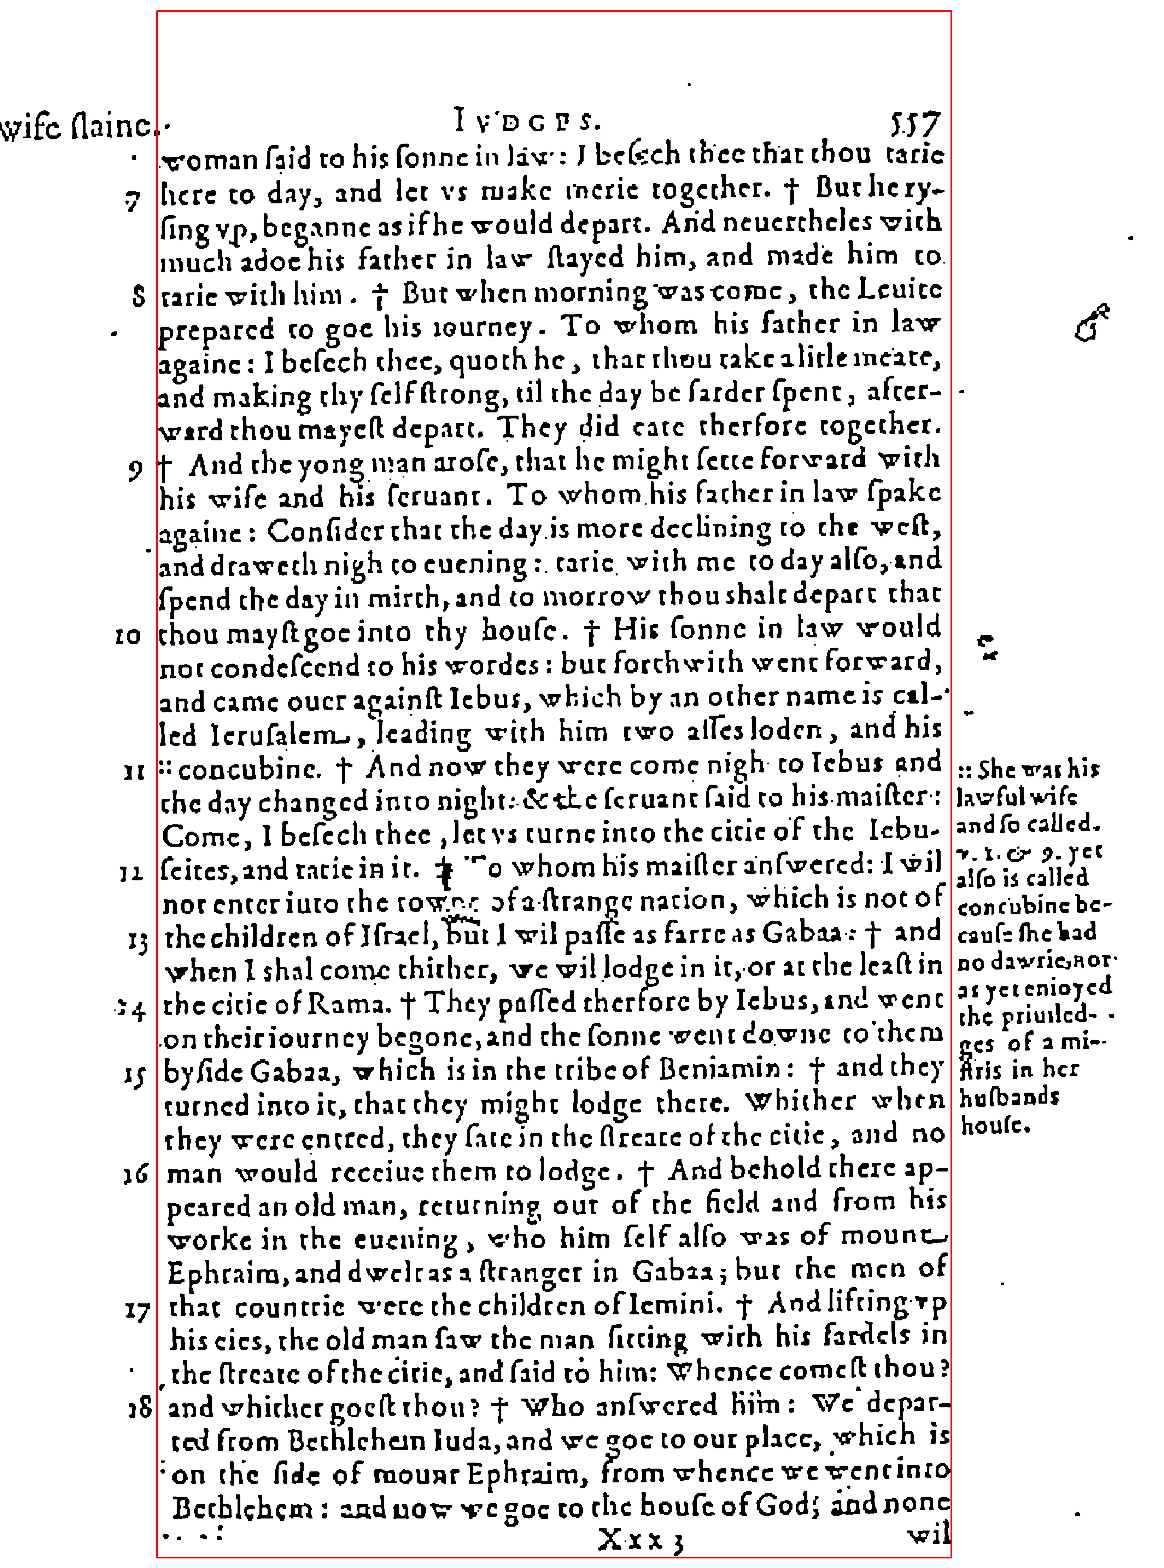 wife ſlaine.
IVDGES. 557
woman ſaid to his ſonne in law: I beſech thee that thou tarie
7 here to day, and let vs make merie together. † But he ry-
ſing vp, beganne as if he would depart. And neuertheles with
much adoe his father in law ſtayed him, and made him to
8 tarie with him. † But when morning was come, the Leuite
prepared to goe his iourney. To whom his father in law
againe: I beſech thee, quoth he, that thou take a litle meate,
and making thy ſelf ſtrong, til the day be farder ſpent, after-
ward thou mayeſt depart. They did eate therfore together.
9 † And the yong man aroſe, that he might ſette forward with
his wife and his ſeruant. To whom his father in law ſpake
againe: Conſider that the day is more declining to the weſt,
and draweth nigh to euening: tarie with me to day alſo, and
ſpend the day in mirth, and to morrow thou shalt depart that
10 thou mayſt goe into thy houſe. † His ſonne in law would
not condeſcend to his wordes: but forthwith went forward,
and came ouer againſt Iebus, which by an other name is cal-
led Ieruſalem, leading with him two aſſes loden, and his
11 :: concubine. † And now they were come nigh to Iebus and
the day changed into night: & the ſeruant ſaid to his maiſter:
Come, I beſech thee, let vs turne into the citie of the Iebu-
12 ſeites, and tarie in it. † To whom his maiſter anſwered: I wil
not enter into the towne of a ſtrange nation, which is not of
13 the children of Iſrael, but I wil paſſe as farre as Gabaa: † and
when I shal come thither, we wil lodge in it, or at the leaſt in
14 the citie of Rama. † They paſſed therfore by Iebus, and went
on their iourney begone, and the ſonne went downe to them
15 by ſide Gabaa, which is in the tribe of Beniamin: † and they
turned into it, that they might lodge there. Whither when
they were entred, they ſate in the ſtreate of the citie, and no
16 man would receiue them to lodge. † And behold there ap-
peared an old man, returning out of the field and from his
worke in the euening, who him ſelf alſo was of mount
Ephraim, and dwelt as a ſtranger in Gabaa; but the men of
17 that countrie were the children of Iemini. † And lifting vp
his eies, the old man ſaw the man ſitting with his fardels in
the ſtreate of the citie, and ſaid to him: Whence comeſt thou?
18 and whither goeſt thou? † Who anſwered him: We depar-
ted from Bethlehem Iuda, and we goe to our place, which is
on the ſide of mount Ephraim, from whence we went into
Bethlehem: and now we goe to the houſe of God; and none
Xxx 3 wil
:: She was his
lawful wife
and ſo called.
v. 1. & 9. yet
alſo is called
concubine be-
cauſe ſhe had
no dawrie, nor
as yet enioyed
the priuiled-
ges of a mi-
ſtris in her
huſbands
houſe.